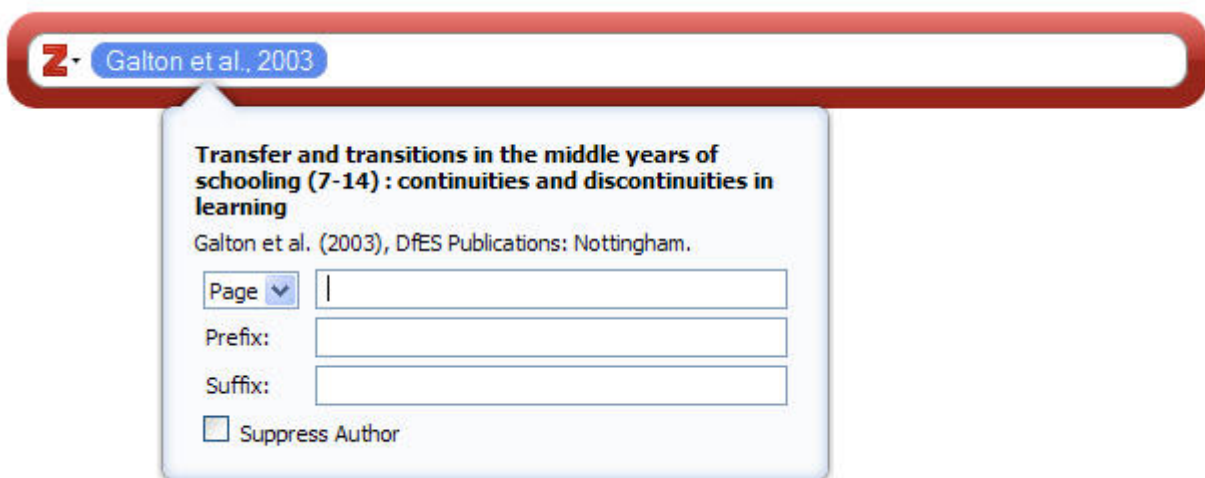 Z Galton et al., 2003
Transfer and transitions in the middle years of
schooling (7-14) : continuities and discontinuities in
learning
Galton et al. (2003), DfES Publications: Nottingham.
Page
Prefix:
Suffix:
Suppress Author